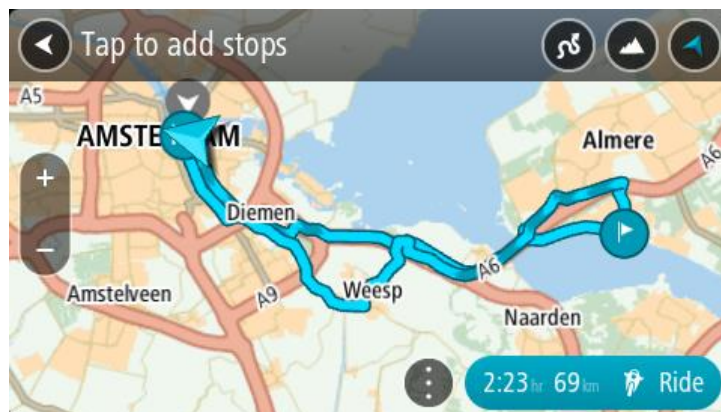 Tap to add stops
A5
AMSTE AM
Almere
A6
+
Diemen
−
A6
Amstelveen
A9
Weesp
Naarden
2:23 hr 69 km Ride